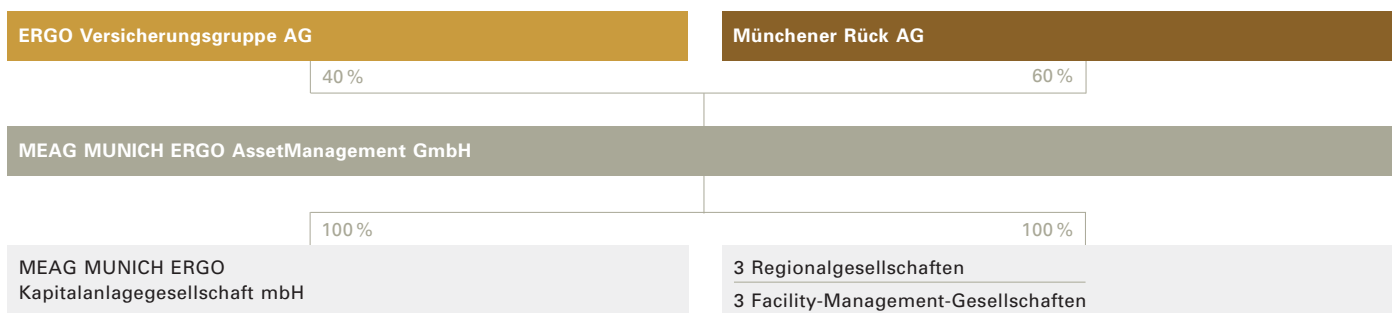 ERGO Versicherungsgruppe AG
Münchener Rück AG
40 %
60 %
MEAG MUNICH ERGO AssetManagement GmbH
100 %
100 %
MEAG MUNICH ERGO
Kapitalanlagegesellschaft mbH
3 Regionalgesellschaften
3 Facility-Management-Gesellschaften